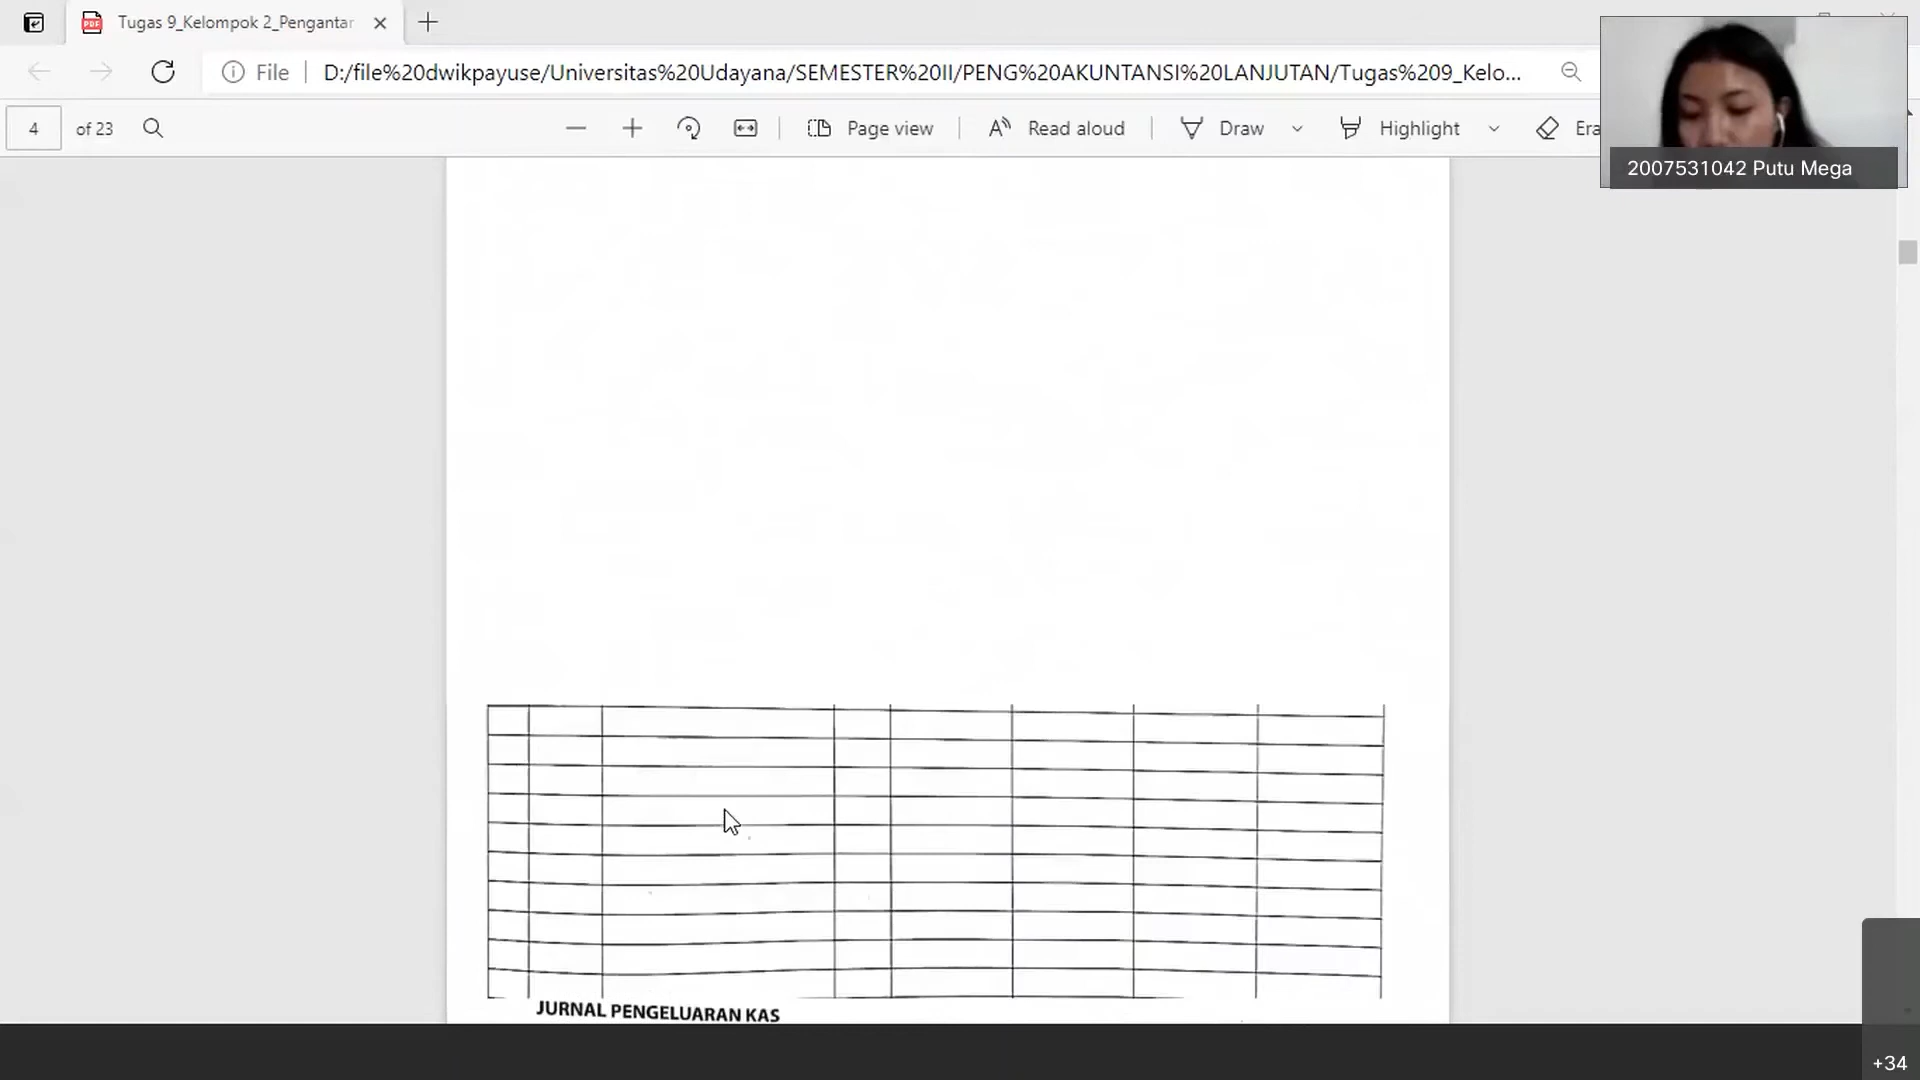 Tugas 9_Kelompok 2_Pengantar
File
D:/file%20dwikpayuse/Universitas%20Udayana/SEMESTER%20II/PENG%20AKUNTANSI%20LANJUTAN/Tugas%209_Kelo...
4 of 23
Page view
Read aloud
Draw
Highlight
Era
2007531042 Putu Mega
JURNAL PENGELUARAN KAS
+34